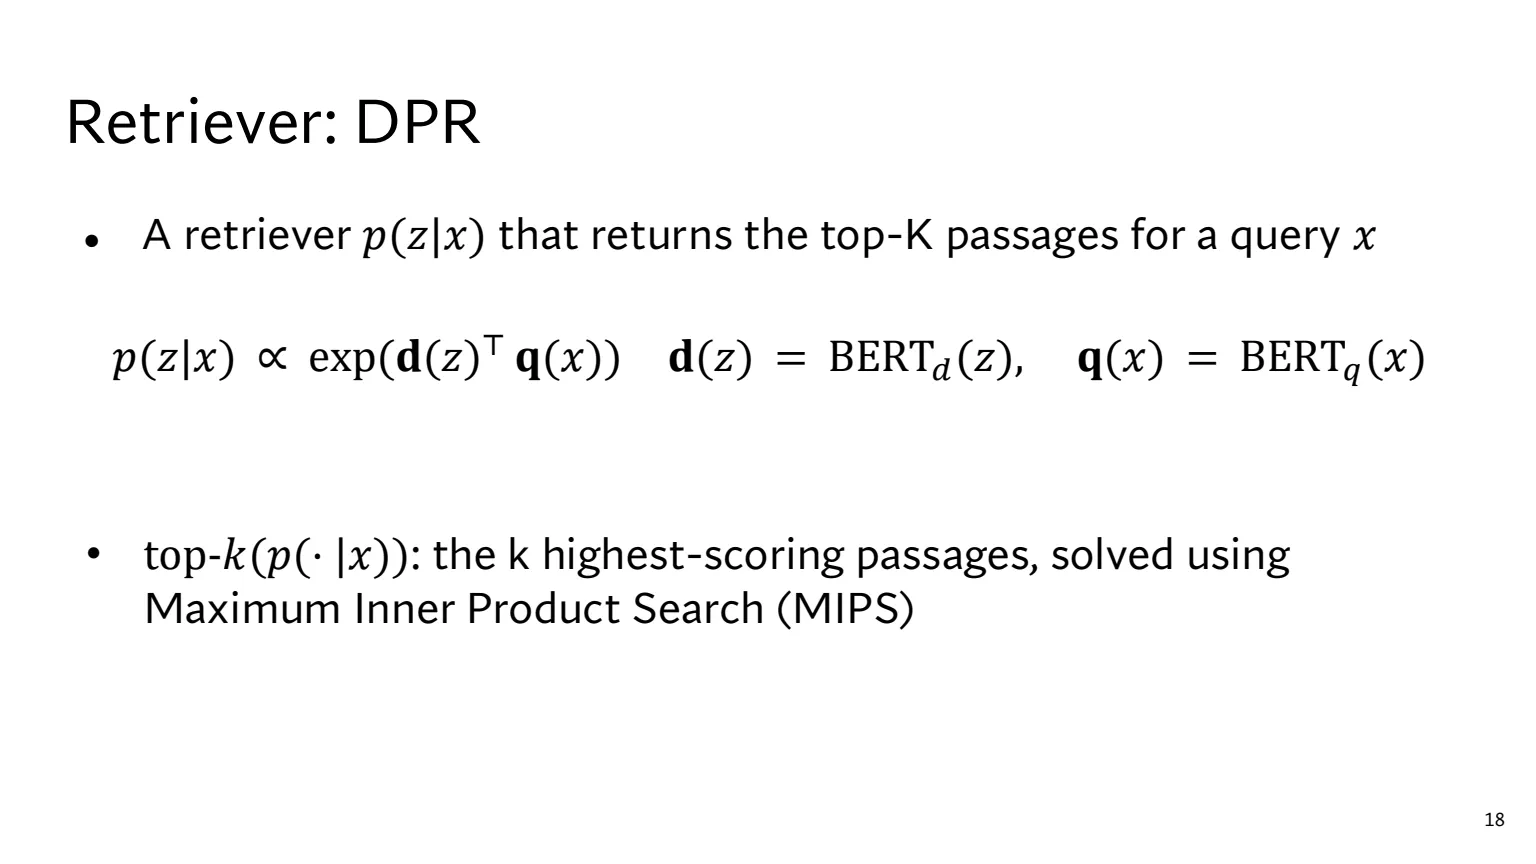 Retriever: DPR
• A retriever p(z|x) that returns the top-K passages for a query x
p(z|x) ∝ exp(d(z)⊤ q(x)) d(z) = BERT_d(z), q(x) = BERT_q(x)
• top-k(p(· |x)): the k highest-scoring passages, solved using
Maximum Inner Product Search (MIPS)
18